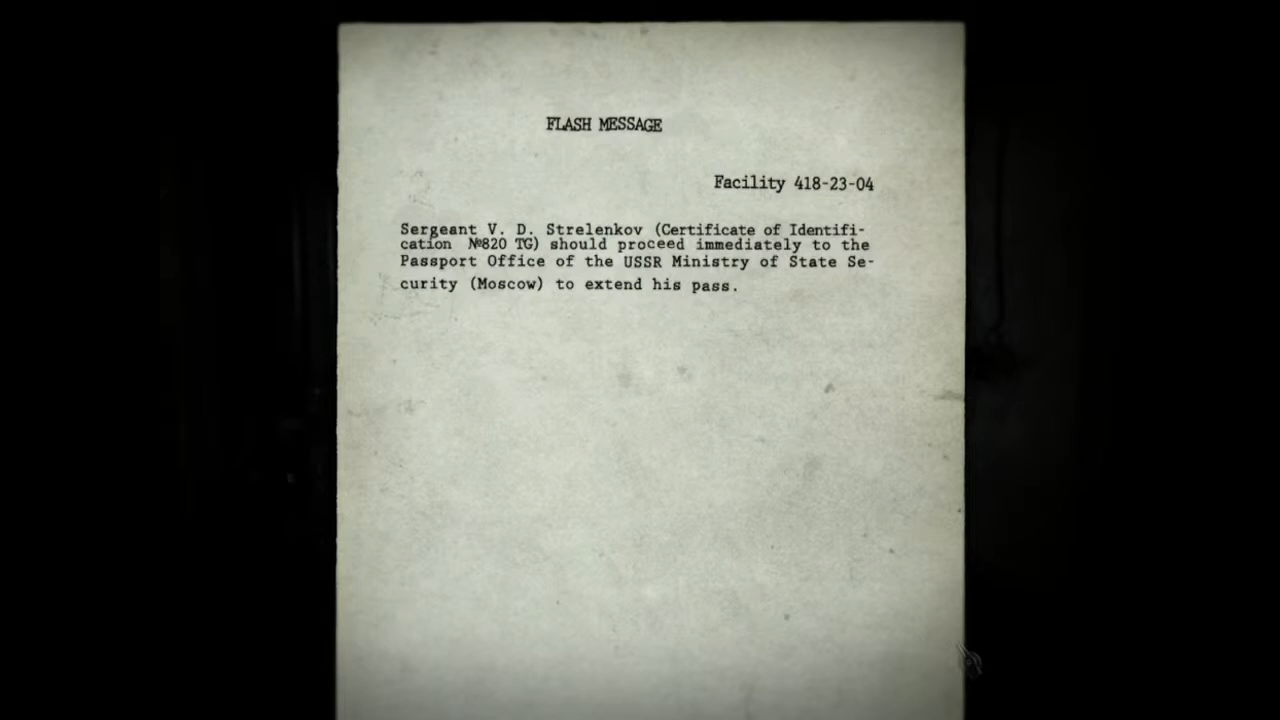 FLASH MESSAGE
Facility 418-23-04
Sergeant V. D. Strelenkov (Certificate of Identifi-
cation №820 TG) should proceed immediately to the
Passport Office of the USSR Ministry of State Se-
curity (Moscow) to extend his pass.